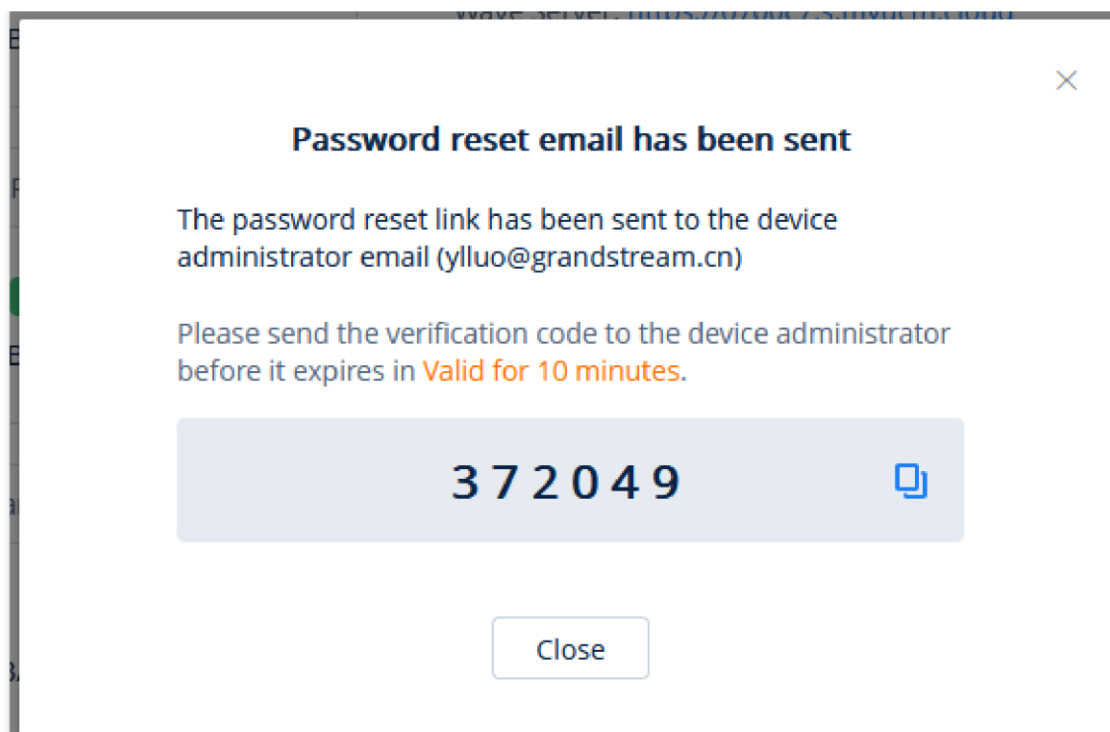 Password reset email has been sent
The password reset link has been sent to the device
administrator email (ylluo@grandstream.cn)
Please send the verification code to the device administrator
before it expires in Valid for 10 minutes.
372049
Close